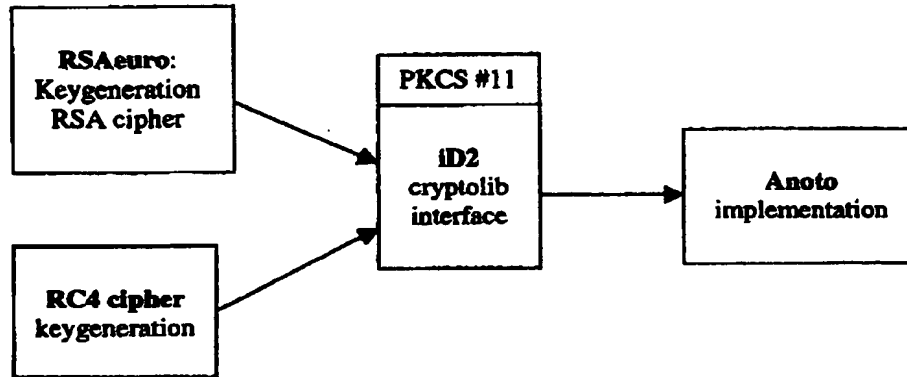 RSAeuro:
Keygeneration
RSA cipher
PKCS #11
iD2
cryptolib
interface
Anoto
implementation
RC4 cipher
keygeneration